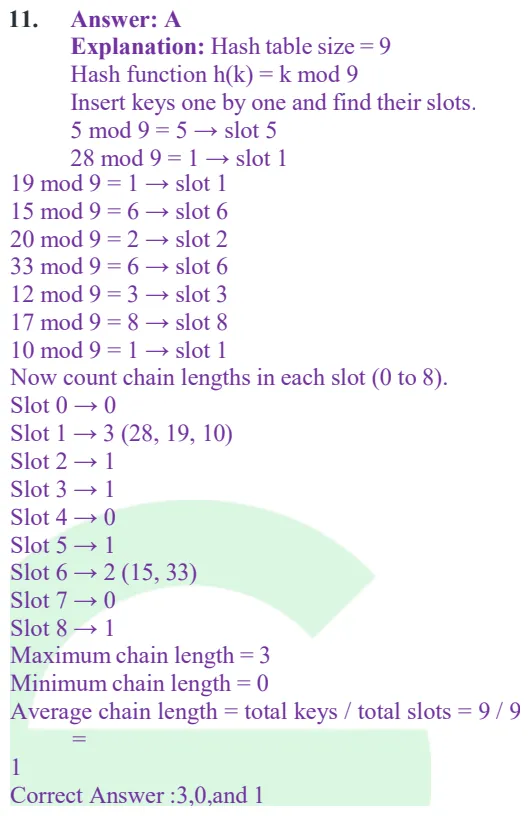 11. Answer: A
Explanation: Hash table size = 9
Hash function h(k) = k mod 9
Insert keys one by one and find their slots.
5 mod 9 = 5 → slot 5
28 mod 9 = 1 → slot 1
19 mod 9 = 1 → slot 1
15 mod 9 = 6 → slot 6
20 mod 9 = 2 → slot 2
33 mod 9 = 6 → slot 6
12 mod 9 = 3 → slot 3
17 mod 9 = 8 → slot 8
10 mod 9 = 1 → slot 1
Now count chain lengths in each slot (0 to 8).
Slot 0 → 0
Slot 1 → 3 (28, 19, 10)
Slot 2 → 1
Slot 3 → 1
Slot 4 → 0
Slot 5 → 1
Slot 6 → 2 (15, 33)
Slot 7 → 0
Slot 8 → 1
Maximum chain length = 3
Minimum chain length = 0
Average chain length = total keys / total slots = 9 / 9
=
1
Correct Answer :3,0,and 1